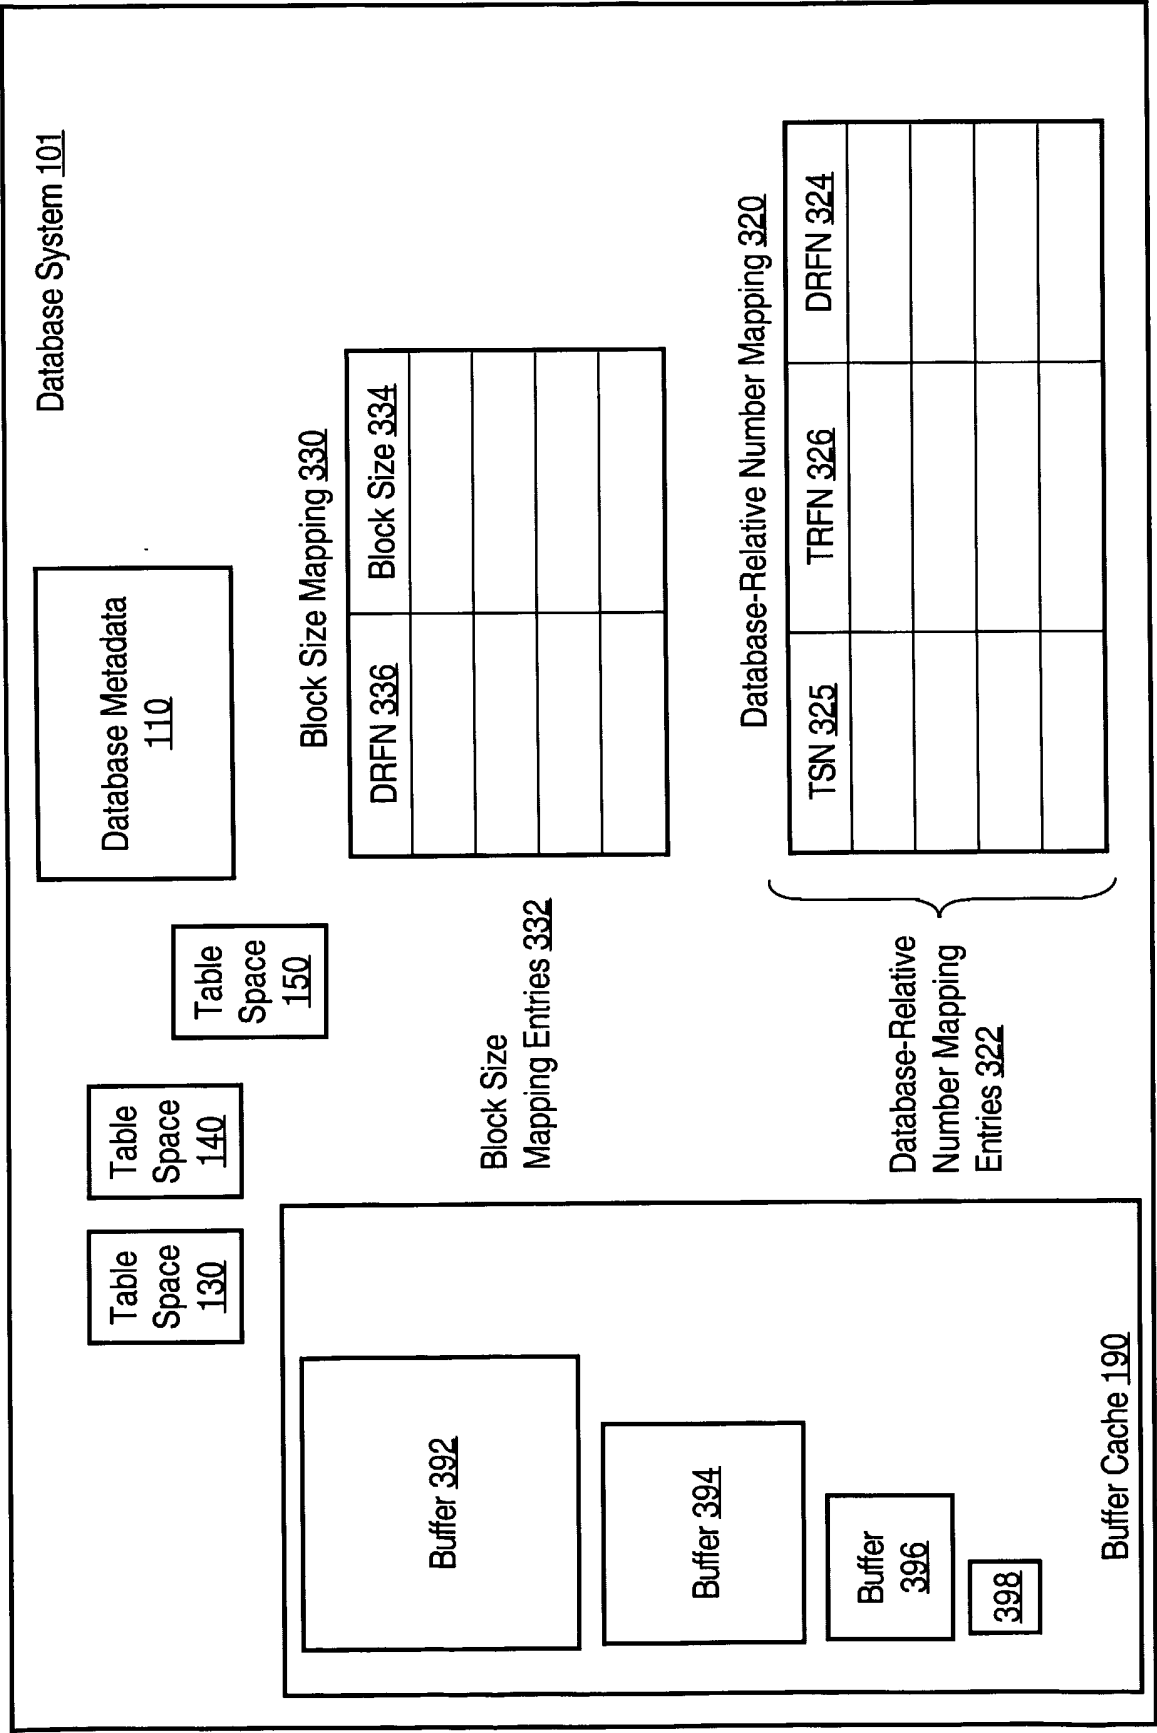 Database System 101
Database Metadata
110
Table
Space
130
Table
Space
140
Table
Space
150
Block Size Mapping 330
DRFN 336
Block Size 334
Block Size
Mapping Entries 332
Database-Relative Number Mapping 320
TSN 325
TRFN 326
DRFN 324
Database-Relative
Number Mapping
Entries 322
Buffer 392
Buffer 394
Buffer
396
398
Buffer Cache 190